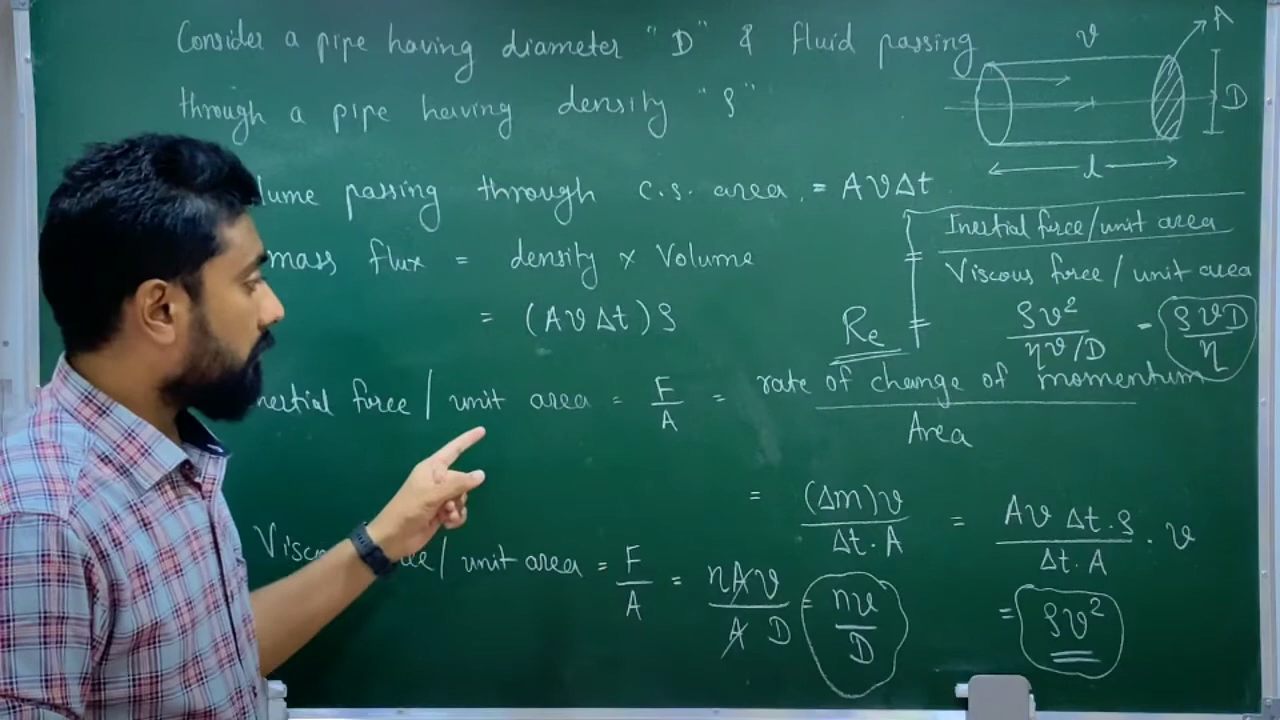 Consider a pipe having diameter "D" & fluid passing
through a pipe having density "ρ"
v
A
D
l
lume passing through c.s. area. = AvΔt
mass flux = density × Volume
= (AvΔt)ρ
Re = Inertial force/unit area / Viscous force/unit area
= ρv² / ηv/D = ρvD / η
nertial force/unit area = F/A = rate of change of momentum / Area
= (Δm)v / Δt.A = AvΔt.ρ / Δt.A . v
= ρv²
Visc ce/unit area = F/A = ηAv / A D = ηv / D